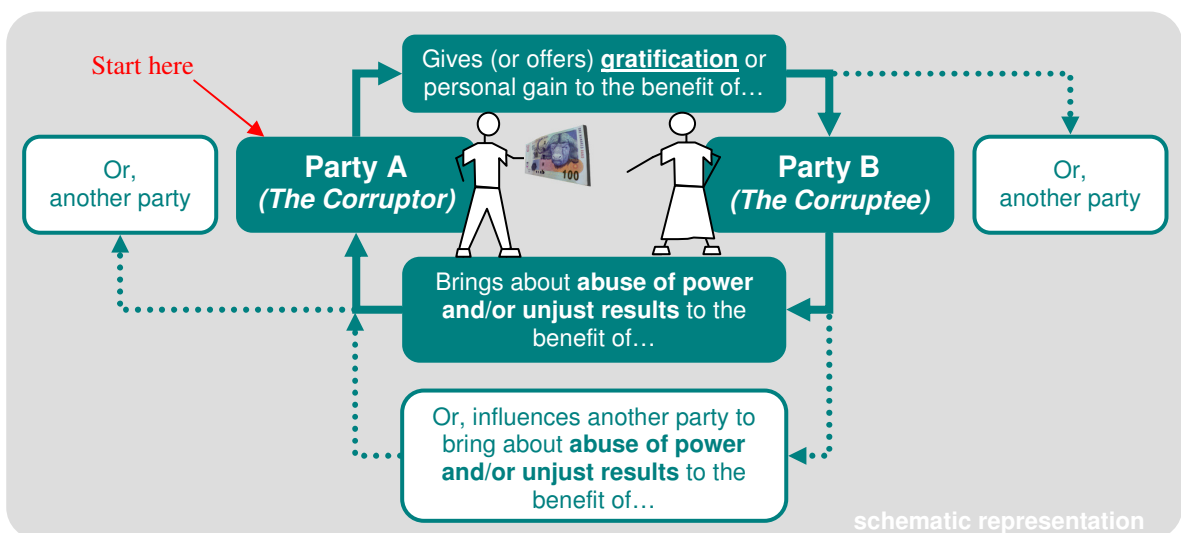 Start here
Gives (or offers) gratification or
personal gain to the benefit of…
Or,
another party
Party A
(The Corruptor)
100
Party B
(The Corruptee)
Or,
another party
Brings about abuse of power
and/or unjust results to the
benefit of…
Or, influences another party to
bring about abuse of power
and/or unjust results to the
benefit of…
schematic representation